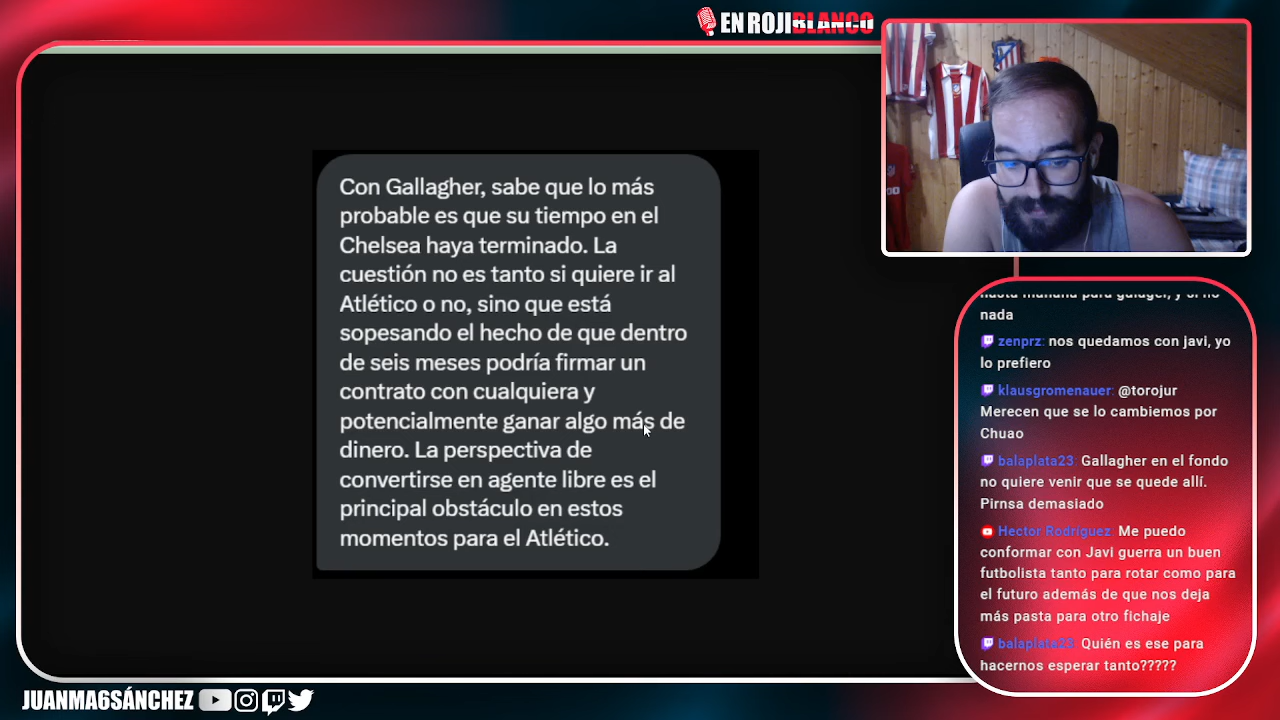 EN ROJIBLANCO
Con Gallagher, sabe que lo más
probable es que su tiempo en el
Chelsea haya terminado. La
cuestión no es tanto si quiere ir al
Atlético o no, sino que está
sopesando el hecho de que dentro
de seis meses podría firmar un
contrato con cualquiera y
potencialmente ganar algo más de
dinero. La perspectiva de
convertirse en agente libre es el
principal obstáculo en estos
momentos para el Atlético.
hasta mañana para galager, y si no
nada
zenprz: nos quedamos con javi, yo
lo prefiero
klausgromenauer: @torojur
Merecen que se lo cambiemos por
Chuao
balaplata23: Gallagher en el fondo
no quiere venir que se quede allí.
Pirnsa demasiado
Hector Rodríguez: Me puedo
conformar con Javi guerra un buen
futbolista tanto para rotar como para
el futuro además de que nos deja
más pasta para otro fichaje
balaplata23: Quién es ese para
hacernos esperar tanto?????
JUANMA6SÁNCHEZ